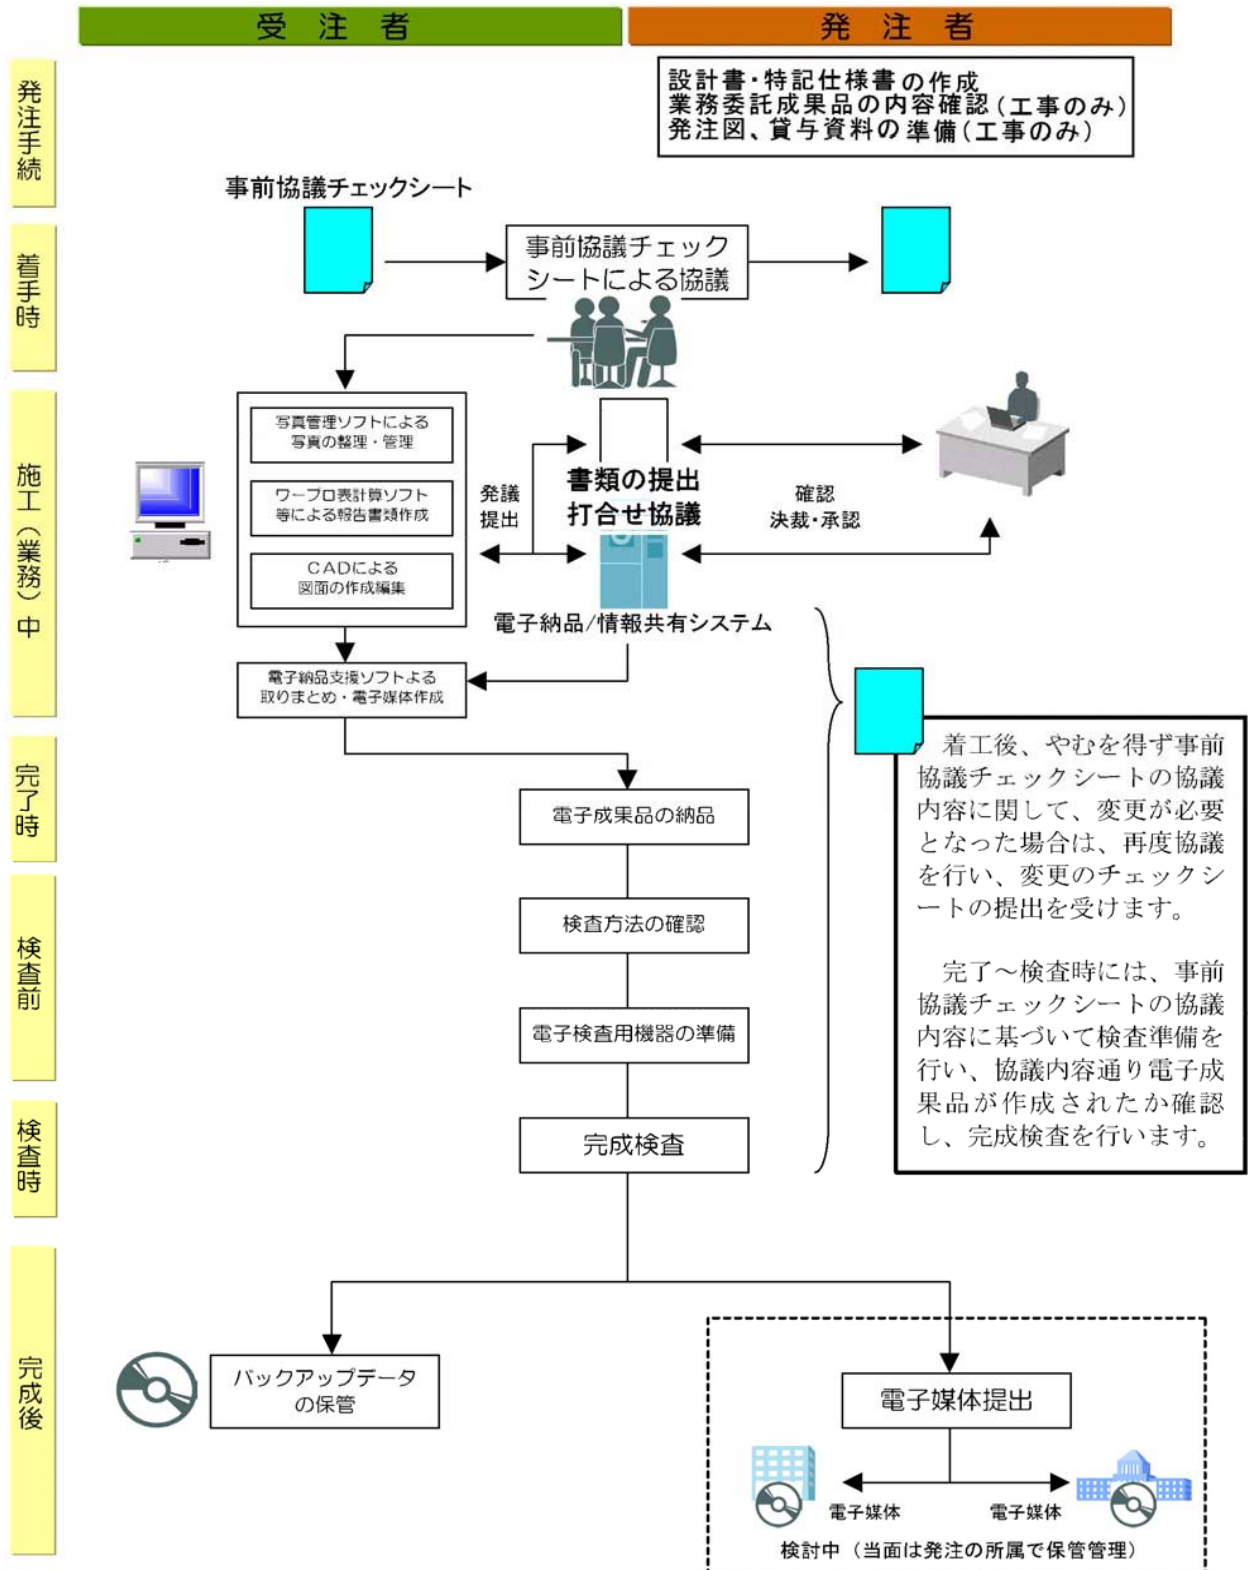 受注者
発注者
発注手続
設計書・特記仕様書の作成
業務委託成果品の内容確認(工事のみ)
発注図、貸与資料の準備(工事のみ)
事前協議チェックシート
着手時
事前協議チェック
シートによる協議
施工(業務)中
写真管理ソフトによる
写真の整理・管理
ワープロ表計算ソフト
等による報告書類作成
CADによる
図面の作成編集
発議
提出
書類の提出
打合せ協議
確認
決裁・承認
電子納品/情報共有システム
電子納品支援ソフトよる
取りまとめ・電子媒体作成
着工後、やむを得ず事前
協議チェックシートの協議
内容に関して、変更が必要
となった場合は、再度協議
を行い、変更のチェックシ
ートの提出を受けます。
完了~検査時には、事前
協議チェックシートの協議
内容に基づいて検査準備を
行い、協議内容通り電子成
果品が作成されたか確認
し、完成検査を行います。
完了時
電子成果品の納品
検査前
検査方法の確認
電子検査用機器の準備
検査時
完成検査
完成後
バックアップデータ
の保管
電子媒体提出
電子媒体
電子媒体
検討中(当面は発注の所属で保管管理)